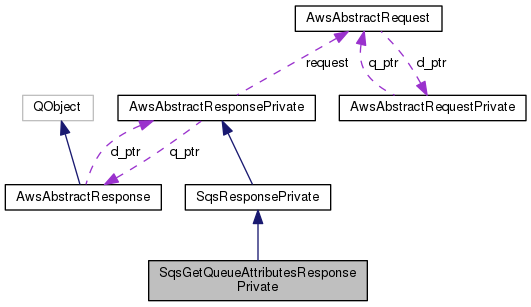 AwsAbstractRequest
request
q_ptr
d_ptr
QObject
AwsAbstractResponsePrivate
AwsAbstractRequestPrivate
d_ptr
q_ptr
AwsAbstractResponse
SqsResponsePrivate
SqsGetQueueAttributesResponse
Private